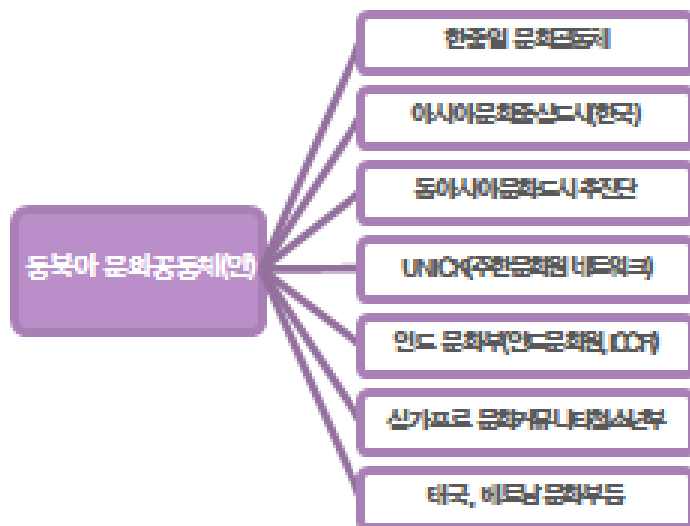 동북아 문화공동체(안)
한중일 문화공동체
아시아문화중심도시(한국)
동아시아문화도시 추진단
UNICK(주한문화원 네트워크)
인도 문화부(인도문화원, ICCR)
싱가포르 문화커뮤니티청소년부
태국, 베트남 문화부 등